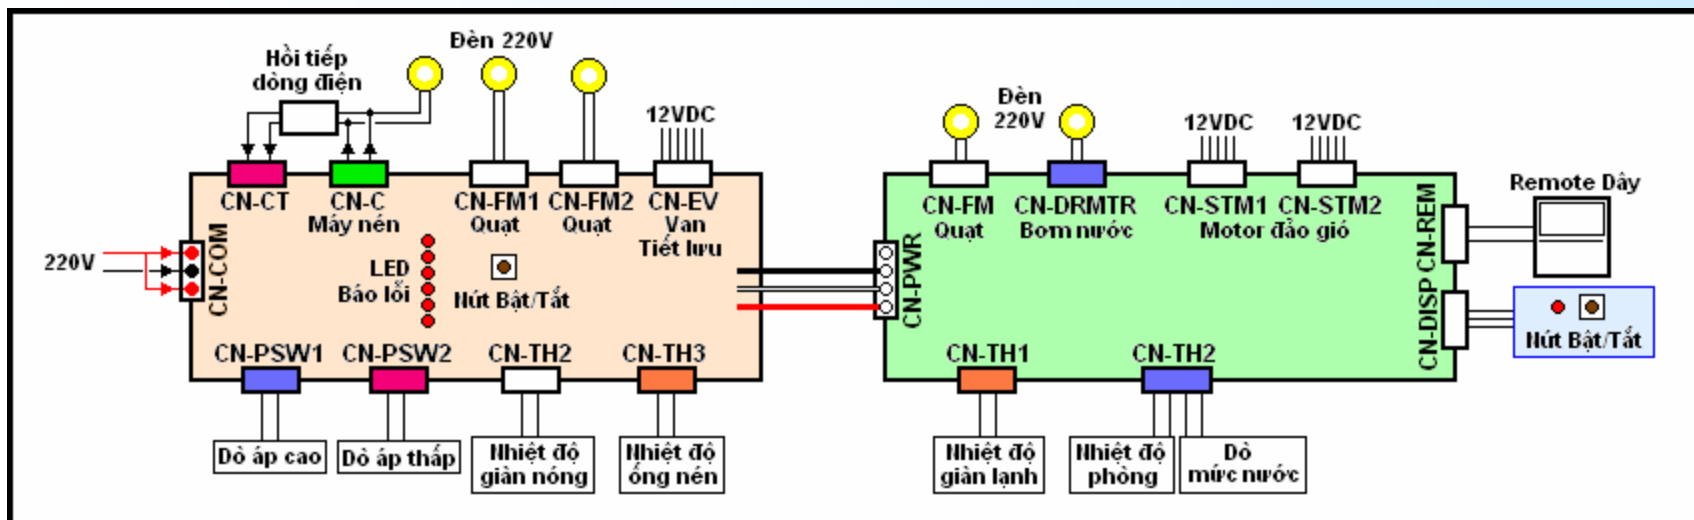 Hồi tiếp
dòng điện
Đèn 220V
12VDC
Đèn
220V
12VDC
12VDC
CN-CT
CN-C
Máy nén
CN-FM1
Quạt
CN-FM2
Quạt
CN-EV
Van
Tiết lưu
CN-COM
220V
LED
Báo lỗi
Nút Bật/Tắt
CN-PSW1
CN-PSW2
CN-TH2
CN-TH3
Dò áp cao
Dò áp thấp
Nhiệt độ
giàn nóng
Nhiệt độ
ống nén
CN-FM
Quạt
CN-DRMTR
Bơm nước
CN-STM1
CN-STM2
Motor đảo gió
CN-PWR
CN-REM
CN-DISP
Remote Dây
Nút Bật/Tắt
CN-TH1
CN-TH2
Nhiệt độ
giàn lạnh
Nhiệt độ
phòng
Dò
mức nước